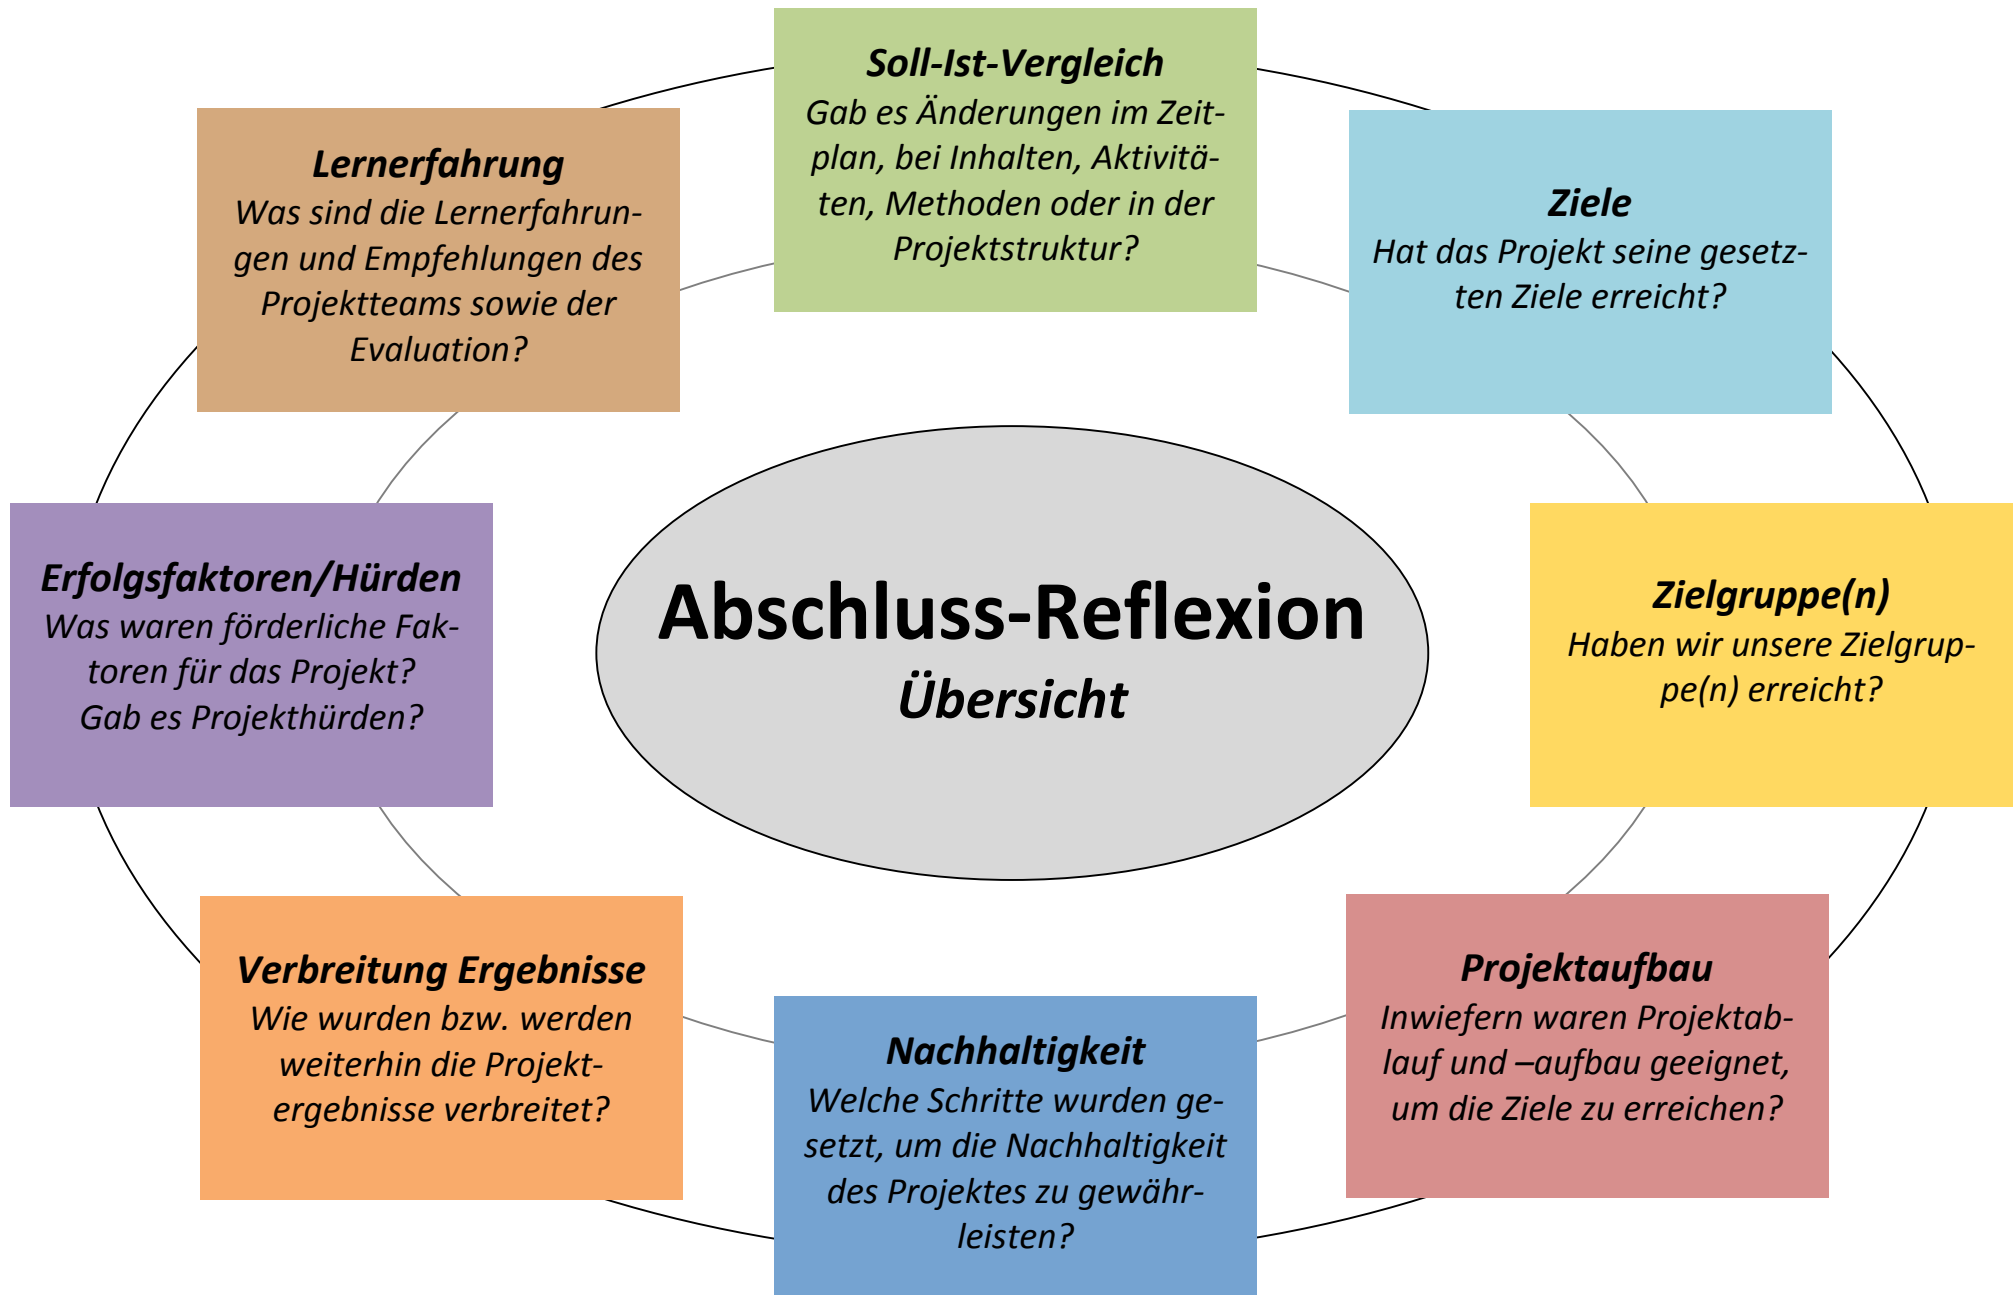 Soll-Ist-Vergleich
Gab es Änderungen im Zeit-
plan, bei Inhalten, Aktivitä-
ten, Methoden oder in der
Projektstruktur?
Ziele
Hat das Projekt seine gesetz-
ten Ziele erreicht?
Zielgruppe(n)
Haben wir unsere Zielgrup-
pe(n) erreicht?
Projektaufbau
Inwiefern waren Projektab-
lauf und –aufbau geeignet,
um die Ziele zu erreichen?
Nachhaltigkeit
Welche Schritte wurden ge-
setzt, um die Nachhaltigkeit
des Projektes zu gewähr-
leisten?
Verbreitung Ergebnisse
Wie wurden bzw. werden
weiterhin die Projekt-
ergebnisse verbreitet?
Erfolgsfaktoren/Hürden
Was waren förderliche Fak-
toren für das Projekt?
Gab es Projekthürden?
Lernerfahrung
Was sind die Lernerfahrun-
gen und Empfehlungen des
Projektteams sowie der
Evaluation?
Abschluss-Reflexion
Übersicht